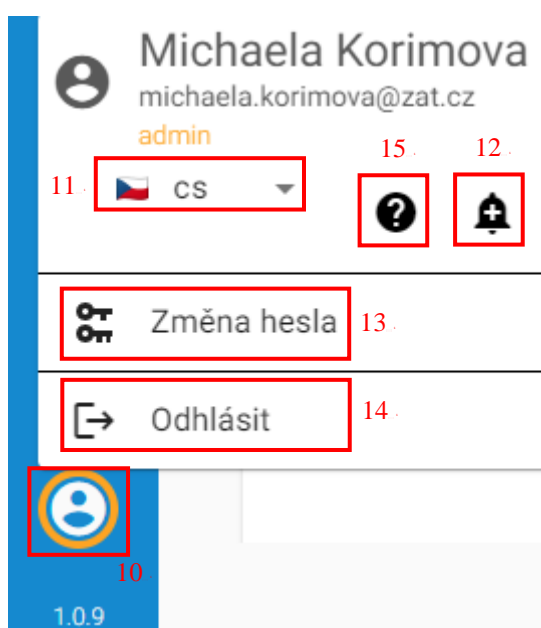 Michaela Korimova
michaela.korimova@zat.cz
admin
15 12
11 cs
Změna hesla 13
Odhlásit 14
10
1.0.9